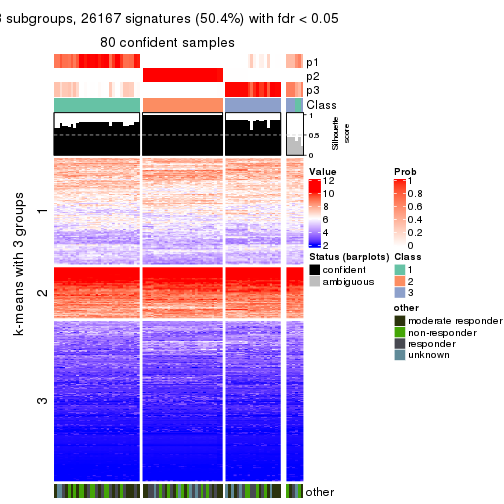 3 subgroups, 26167 signatures (50.4%) with fdr < 0.05
80 confident samples
p1
p2
p3
Class
1
0.5
0
Silhouette
score
k-means with 3 groups
1
2
3
Value
12
10
8
6
4
2
Prob
1
0.8
0.6
0.4
0.2
0
Status (barplots)
confident
ambiguous
Class
1
2
3
other
moderate responder
non-responder
responder
unknown
other